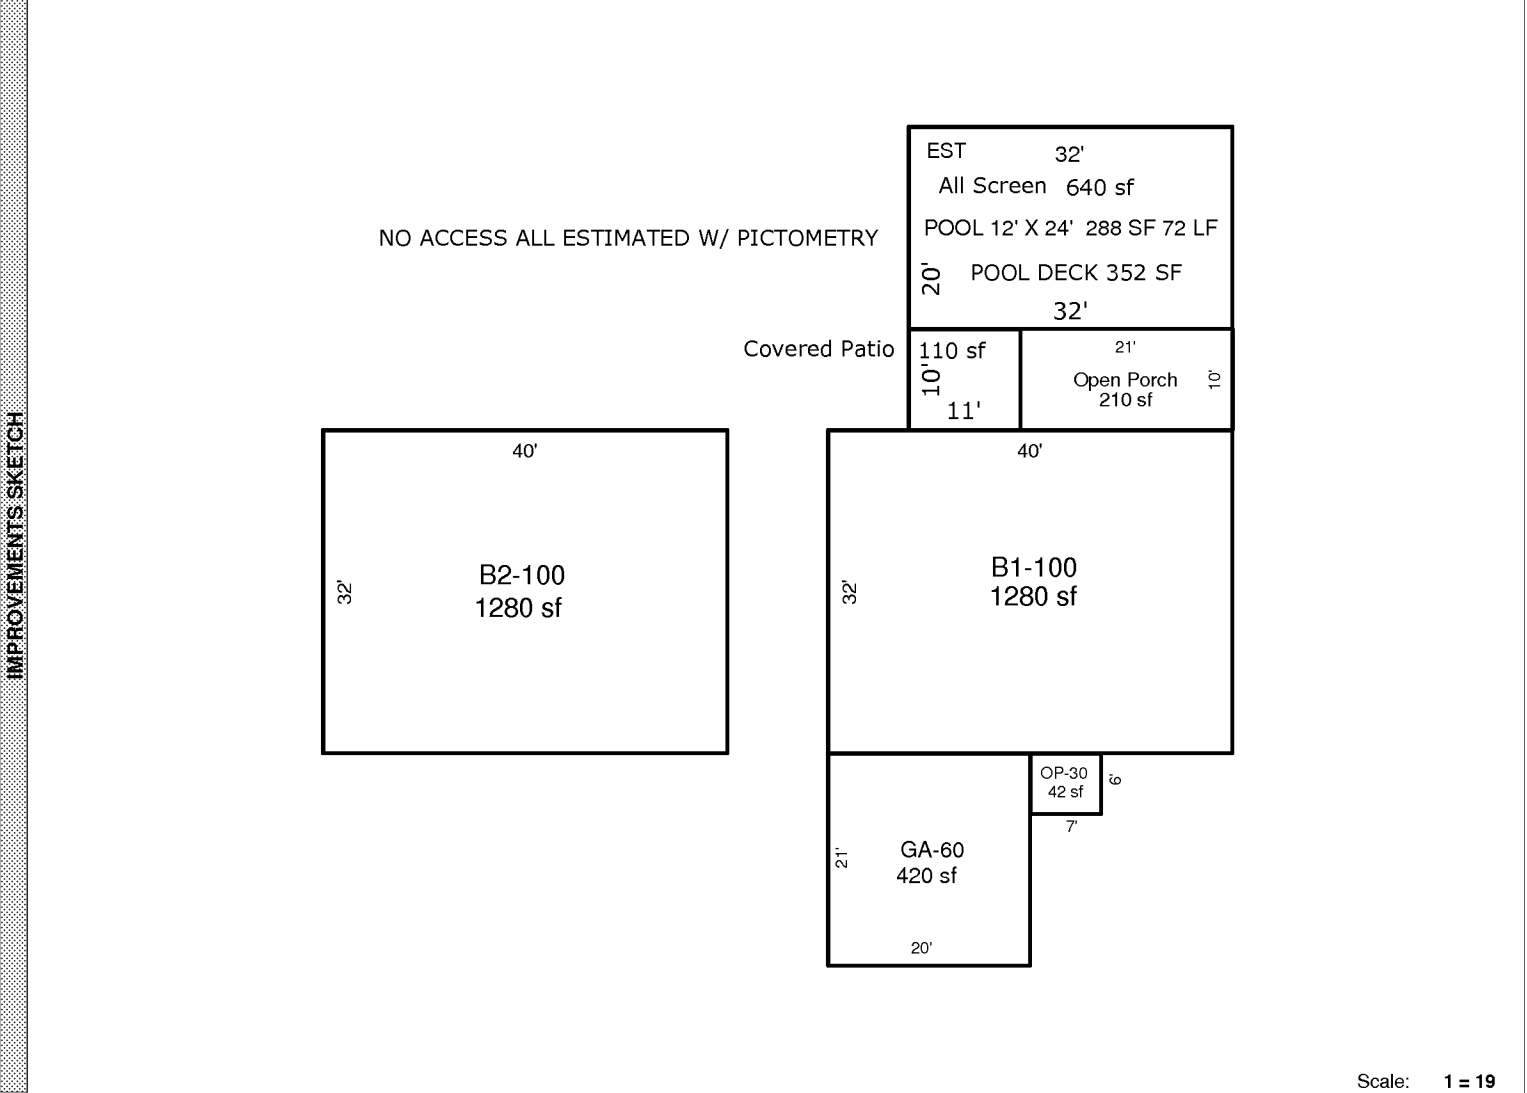 IMPROVEMENTS SKETCH
EST 32'
All Screen 640 sf
POOL 12' X 24' 288 SF 72 LF
NO ACCESS ALL ESTIMATED W/ PICTOMETRY
20'
POOL DECK 352 SF
32'
Covered Patio
110 sf
10'
11'
21'
Open Porch
210 sf
10'
40'
32'
B2-100
1280 sf
40'
32'
B1-100
1280 sf
OP-30
42 sf
6'
7'
21'
GA-60
420 sf
20'
Scale: 1 = 19